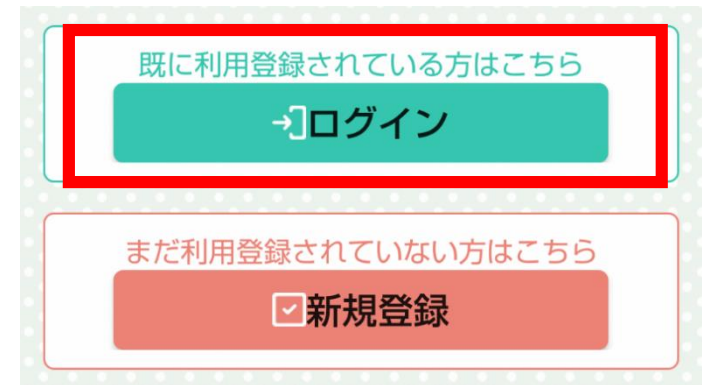 既に利用登録されている方はこちら
ログイン
まだ利用登録されていない方はこちら
新規登録